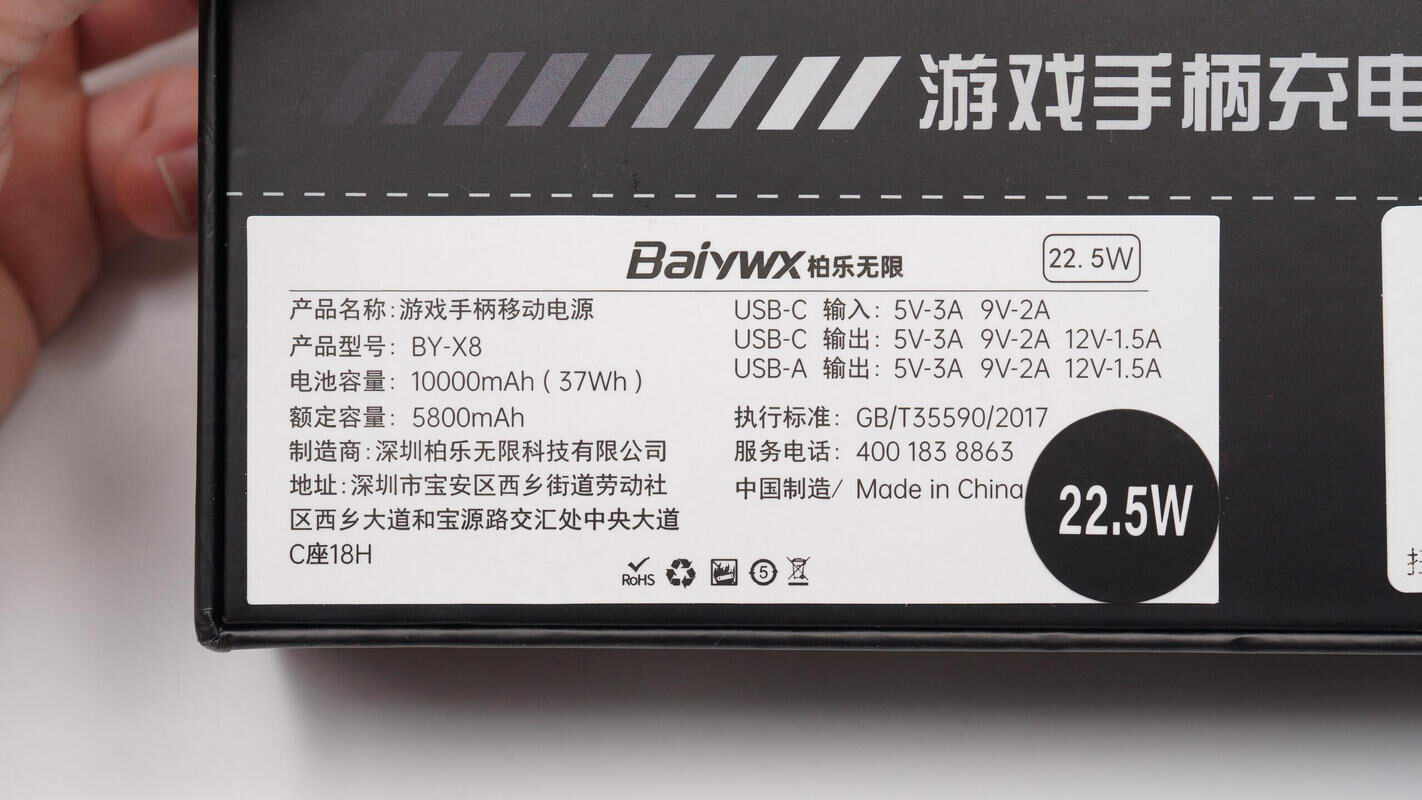 游戏手柄充电
Baiywx柏乐无限
22.5W
产品名称:游戏手柄移动电源
产品型号: BY-X8
电池容量: 10000mAh ( 37Wh )
额定容量: 5800mAh
制造商:深圳柏乐无限科技有限公司
地址:深圳市宝安区西乡街道劳动社
区西乡大道和宝源路交汇处中央大道
C座18H
USB-C 输入: 5V-3A 9V-2A
USB-C 输出: 5V-3A 9V-2A 12V-1.5A
USB-A 输出: 5V-3A 9V-2A 12V-1.5A
执行标准: GB/T35590/2017
服务电话: 400 183 8863
中国制造/ Made in China
22.5W
RoHS
5